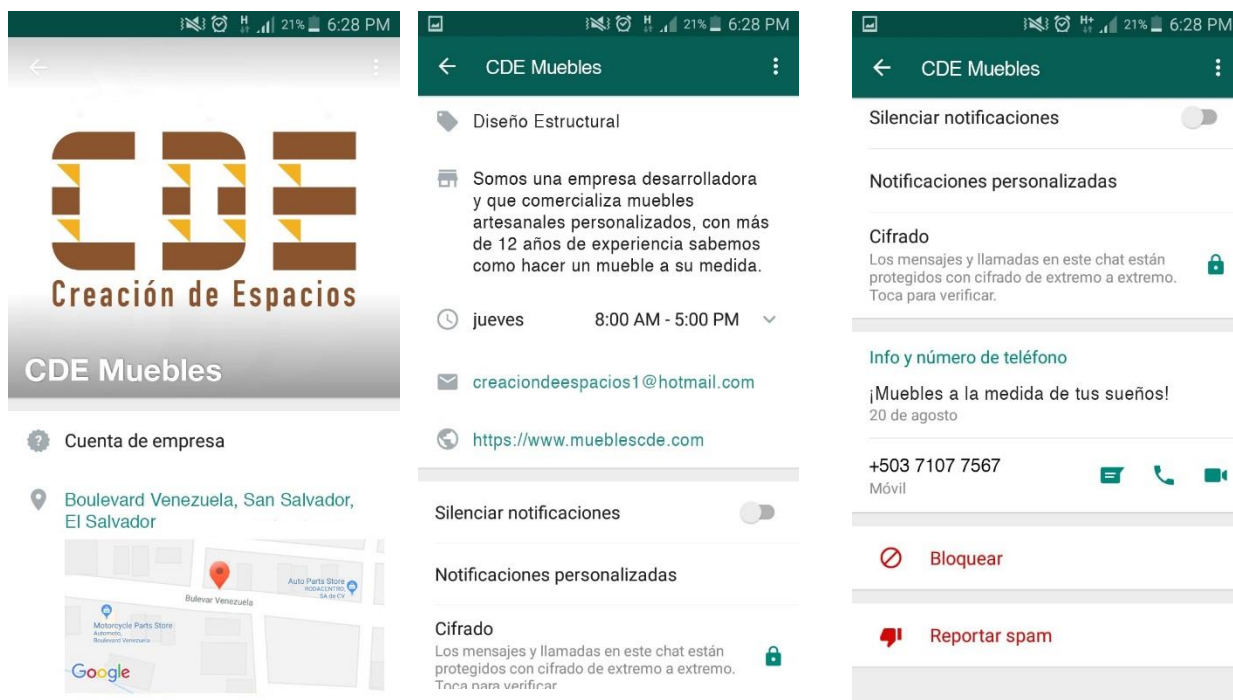 21% 6:28 PM
CDE
Creación de Espacios
CDE Muebles
Cuenta de empresa
Boulevard Venezuela, San Salvador,
El Salvador
Auto Parts Store
RODACENTRO,
SA de CV
Bulevar Venezuela
Motorcycle Parts Store
Automoto,
Boulevard Venezuela
Google
H 21% 6:28 PM
CDE Muebles
Diseño Estructural
Somos una empresa desarrolladora
y que comercializa muebles
artesanales personalizados, con más
de 12 años de experiencia sabemos
como hacer un mueble a su medida.
jueves 8:00 AM - 5:00 PM
creaciondeespacios1@hotmail.com
https://www.mueblescde.com
Silenciar notificaciones
Notificaciones personalizadas
Cifrado
Los mensajes y llamadas en este chat están
protegidos con cifrado de extremo a extremo.
Toca para verificar
H+ 21% 6:28 PM
CDE Muebles
Silenciar notificaciones
Notificaciones personalizadas
Cifrado
Los mensajes y llamadas en este chat están
protegidos con cifrado de extremo a extremo.
Toca para verificar.
Info y número de teléfono
¡Muebles a la medida de tus sueños!
20 de agosto
+503 7107 7567
Móvil
Bloquear
Reportar spam